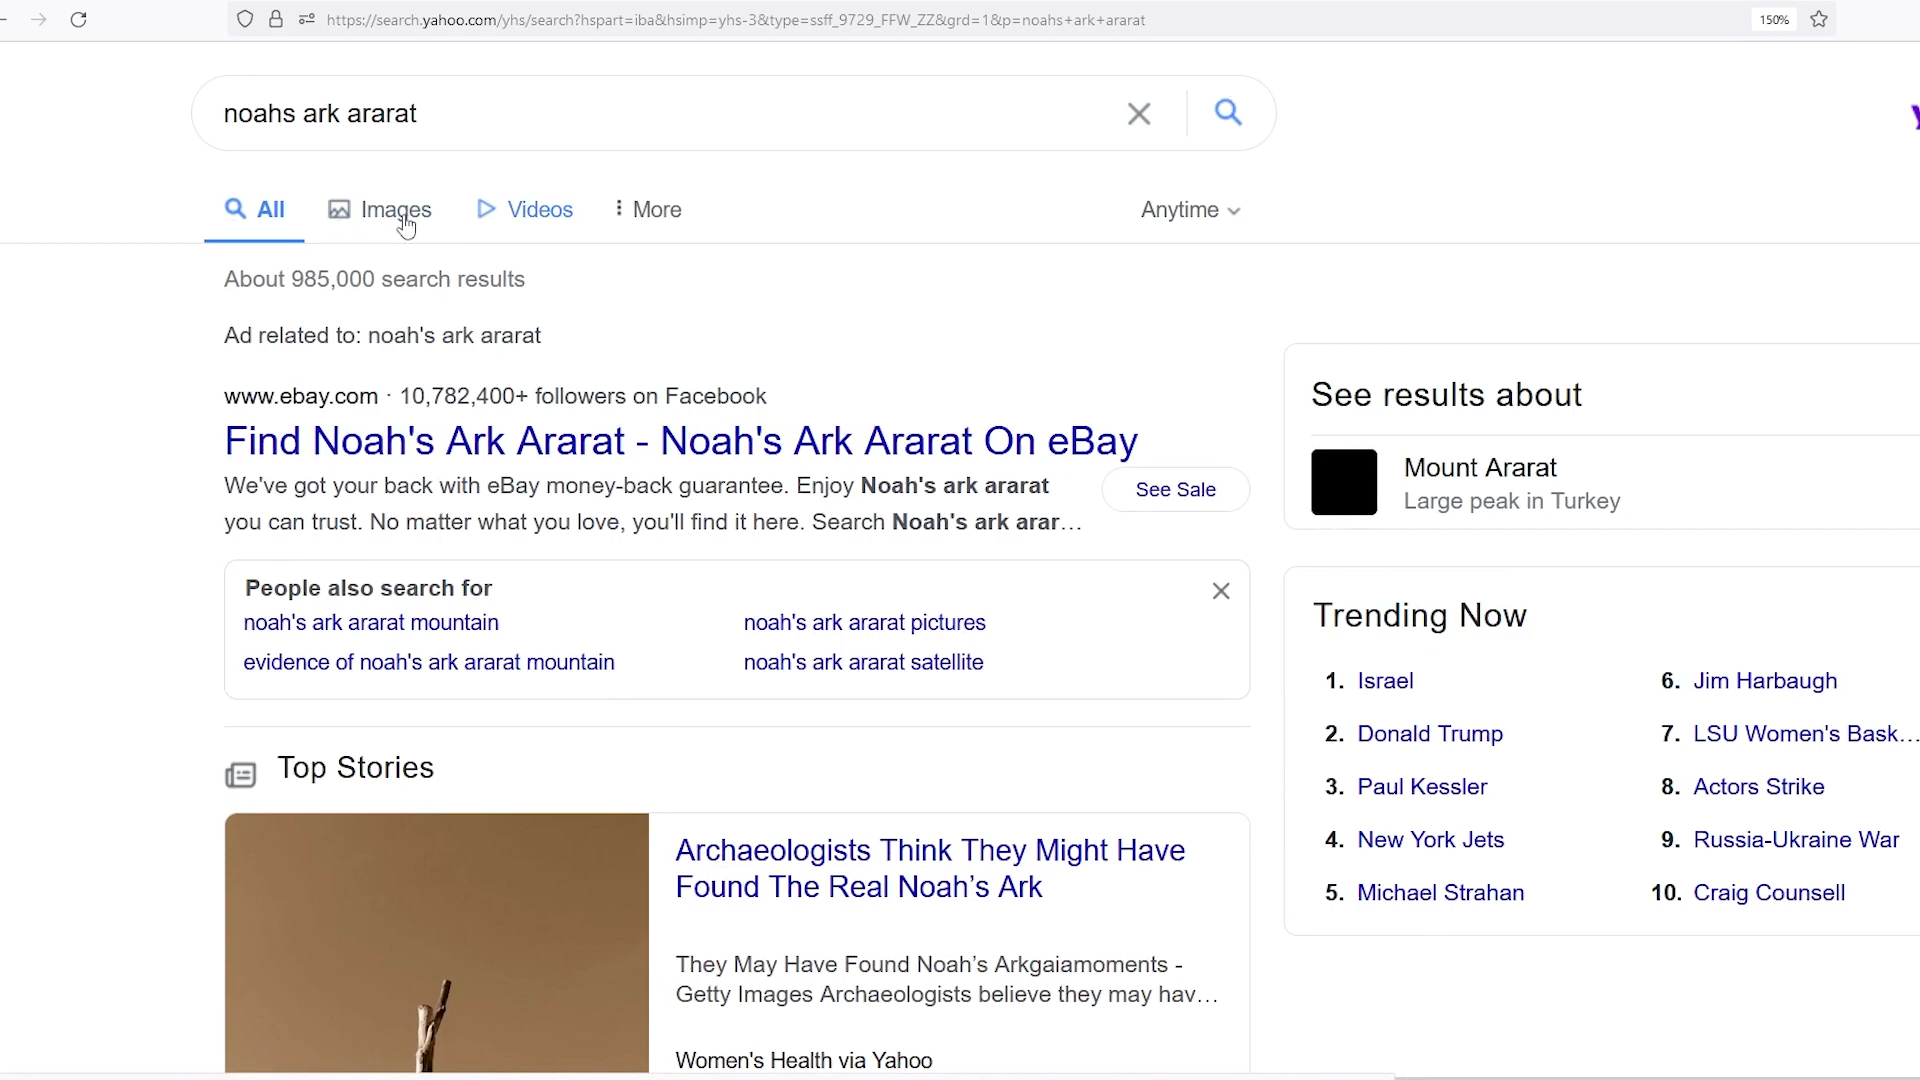 https://search.yahoo.com/yhs/search?hspart=iba&hsimp=yhs-3&type=ssff_9729_FFW_ZZ&grd=1&p=noahs+ark+ararat
150%
noahs ark ararat
All
Images
Videos
More
Anytime
About 985,000 search results
Ad related to: noah's ark ararat
www.ebay.com · 10,782,400+ followers on Facebook
Find Noah's Ark Ararat - Noah's Ark Ararat On eBay
We've got your back with eBay money-back guarantee. Enjoy Noah's ark ararat
you can trust. No matter what you love, you'll find it here. Search Noah's ark arar...
See Sale
People also search for
noah's ark ararat mountain
noah's ark ararat pictures
evidence of noah's ark ararat mountain
noah's ark ararat satellite
Top Stories
Archaeologists Think They Might Have
Found The Real Noah’s Ark
They May Have Found Noah’s Arkgaiamoments -
Getty Images Archaeologists believe they may hav...
Women's Health via Yahoo
See results about
Mount Ararat
Large peak in Turkey
Trending Now
1. Israel
2. Donald Trump
3. Paul Kessler
4. New York Jets
5. Michael Strahan
6. Jim Harbaugh
7. LSU Women's Bask...
8. Actors Strike
9. Russia-Ukraine War
10. Craig Counsell